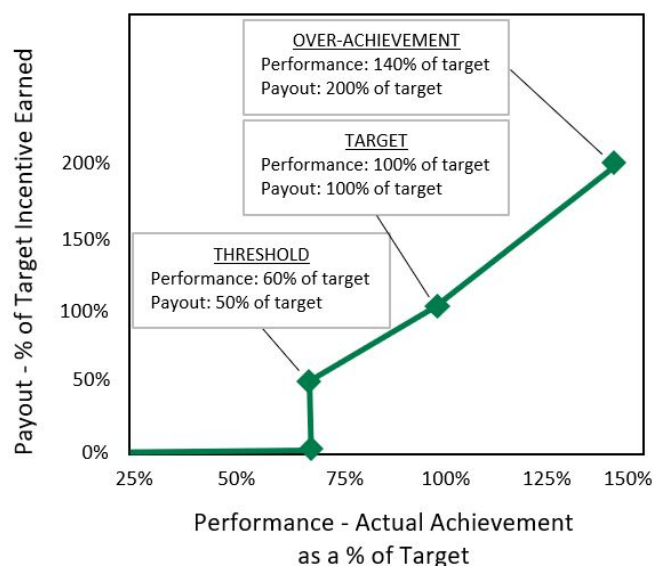 OVER-ACHIEVEMENT
Performance: 140% of target
Payout: 200% of target
TARGET
Performance: 100% of target
Payout: 100% of target
THRESHOLD
Performance: 60% of target
Payout: 50% of target
Payout - % of Target Incentive Earned
200%
150%
100%
50%
0%
25% 50% 75% 100% 125% 150%
Performance - Actual Achievement
as a % of Target